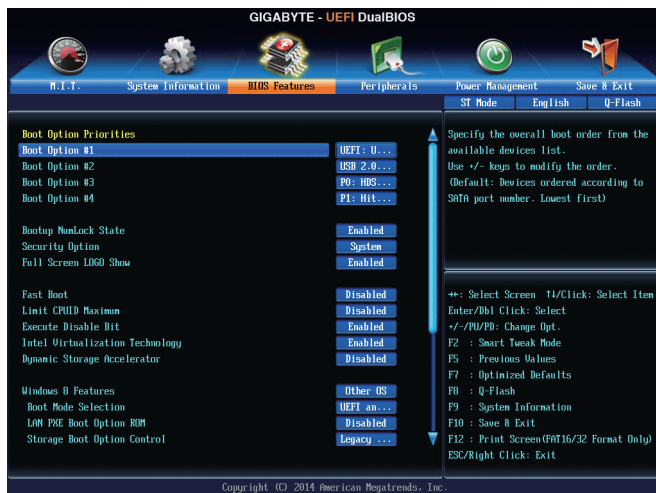 GIGABYTE - UEFI DualBIOS
M.I.T.
System Information
BIOS Features
Peripherals
Power Management
Save & Exit
ST Mode
English
Q-Flash
Boot Option Priorities
Boot Option #1 UEFI: U...
Boot Option #2 USB 2.0...
Boot Option #3 P0: HDS...
Boot Option #4 P1: Hit...
Bootup NumLock State Enabled
Security Option System
Full Screen LOGO Show Enabled
Fast Boot Disabled
Limit CPUID Maximum Disabled
Execute Disable Bit Enabled
Intel Virtualization Technology Enabled
Dynamic Storage Accelerator Disabled
Windows 8 Features Other OS
Boot Mode Selection UEFI an...
LAN PXE Boot Option ROM Disabled
Storage Boot Option Control Legacy ...
Specify the overall boot order from the
available devices list.
Use +/- keys to modify the order.
(Default: Devices ordered according to
SATA port number. Lowest first)
→←: Select Screen ↑↓/Click: Select Item
Enter/Dbl Click: Select
+/-/PU/PD: Change Opt.
F2 : Smart Tweak Mode
F5 : Previous Values
F7 : Optimized Defaults
F8 : Q-Flash
F9 : System Information
F10 : Save & Exit
F12 : Print Screen(FAT16/32 Format Only)
ESC/Right Click: Exit
Copyright (C) 2014 American Megatrends, Inc.